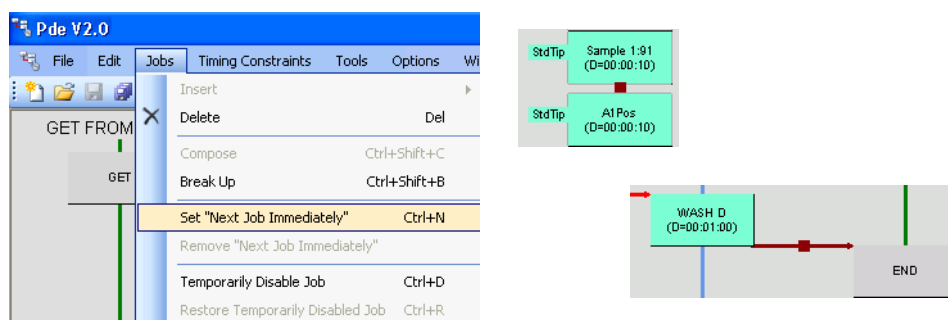 Pde V2.0
File Edit Jobs Timing Constraints Tools Options Wi
Insert
GET FROM
Delete Del
Compose Ctrl+Shift+C
GET
Break Up Ctrl+Shift+B
Set "Next Job Immediately" Ctrl+N
Remove "Next Job Immediately"
Temporarily Disable Job Ctrl+D
Restore Temporarily Disabled Job Ctrl+R
StdTip Sample 1:91
(D=00:00:10)
StdTip A1Pos
(D=00:00:10)
WASH D
(D=00:01:00)
END